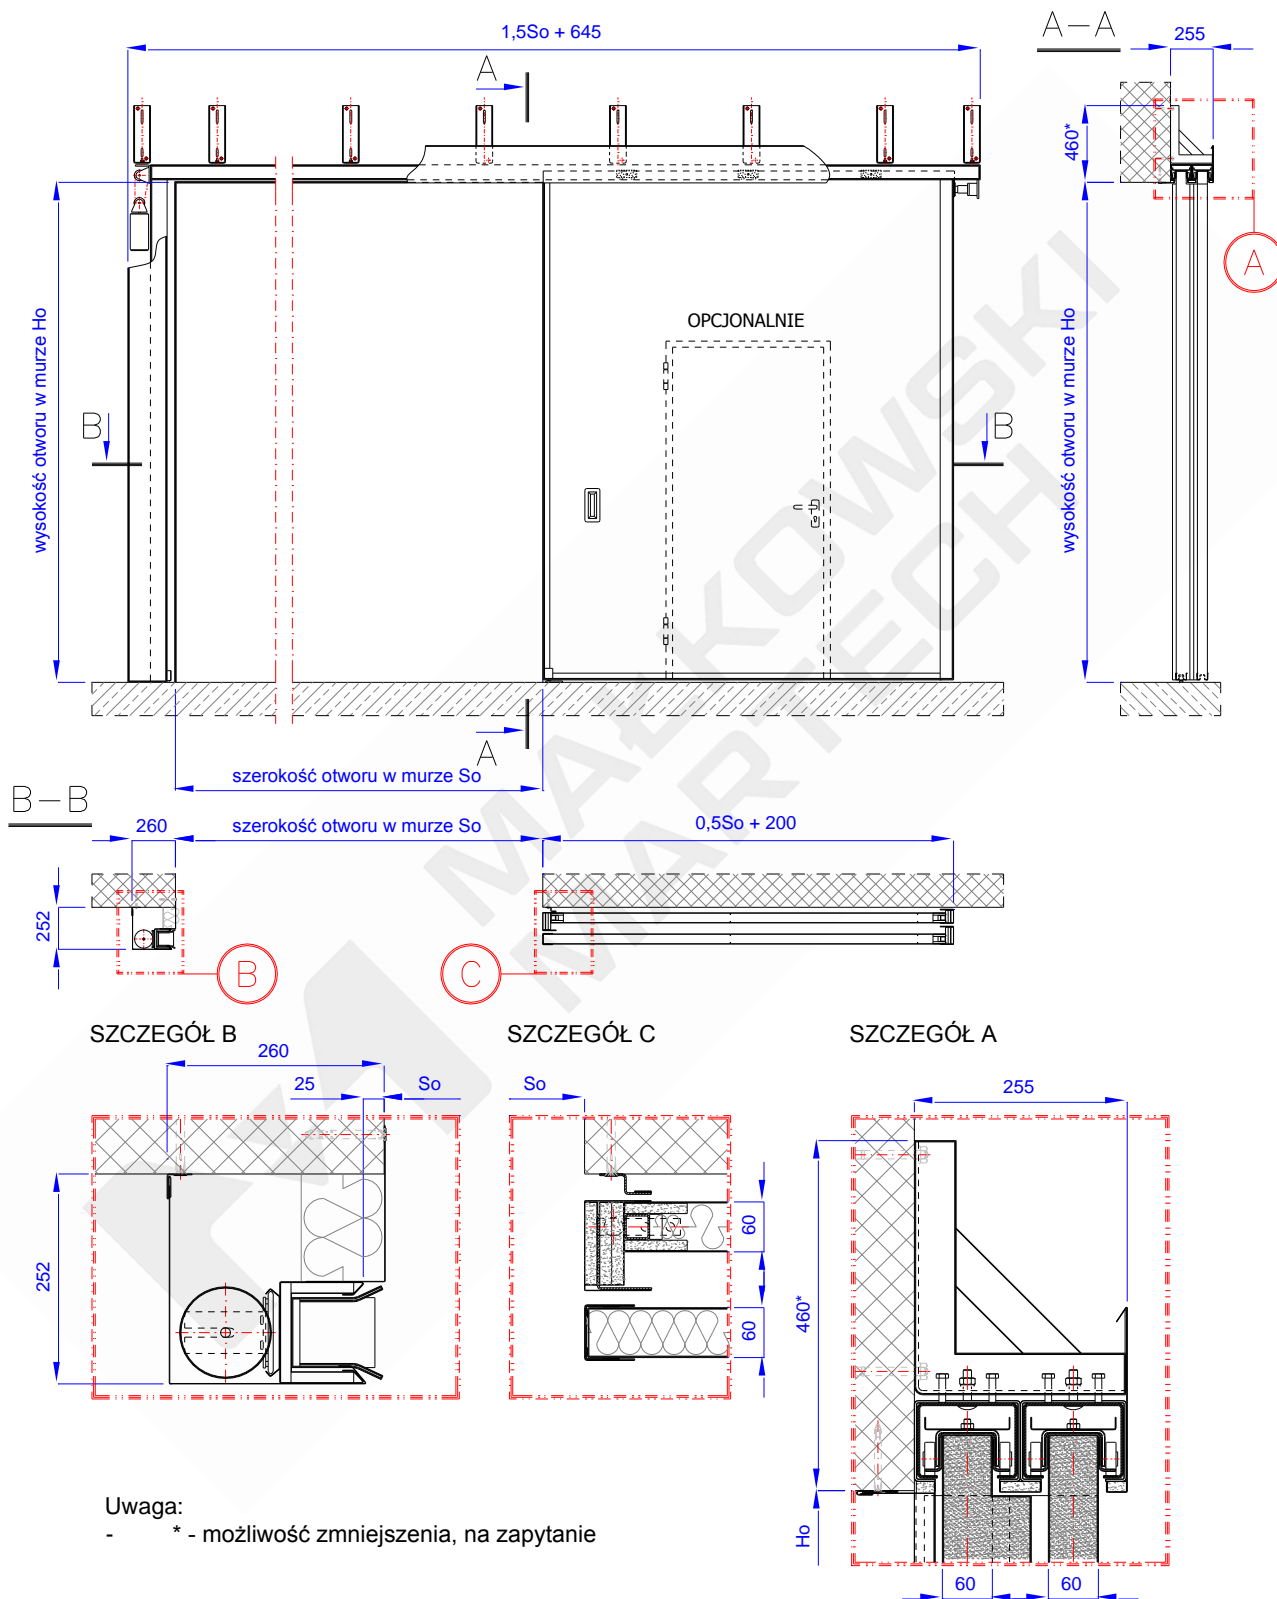 1,5So + 645
A—A
255
A
460*
A
OPCJONALNIE
wysokość otworu w murze Ho
wysokość otworu w murze Ho
B
B
A
szerokość otworu w murze So
B—B
260
szerokość otworu w murze So
0,5So + 200
252
B
C
SZCZEGÓŁ B
SZCZEGÓŁ C
SZCZEGÓŁ A
260
25
So
So
255
252
60
60
460*
Ho
60
60
Uwaga:
- * - możliwość zmniejszenia, na zapytanie
MAŁKOWSKI
MARTECH